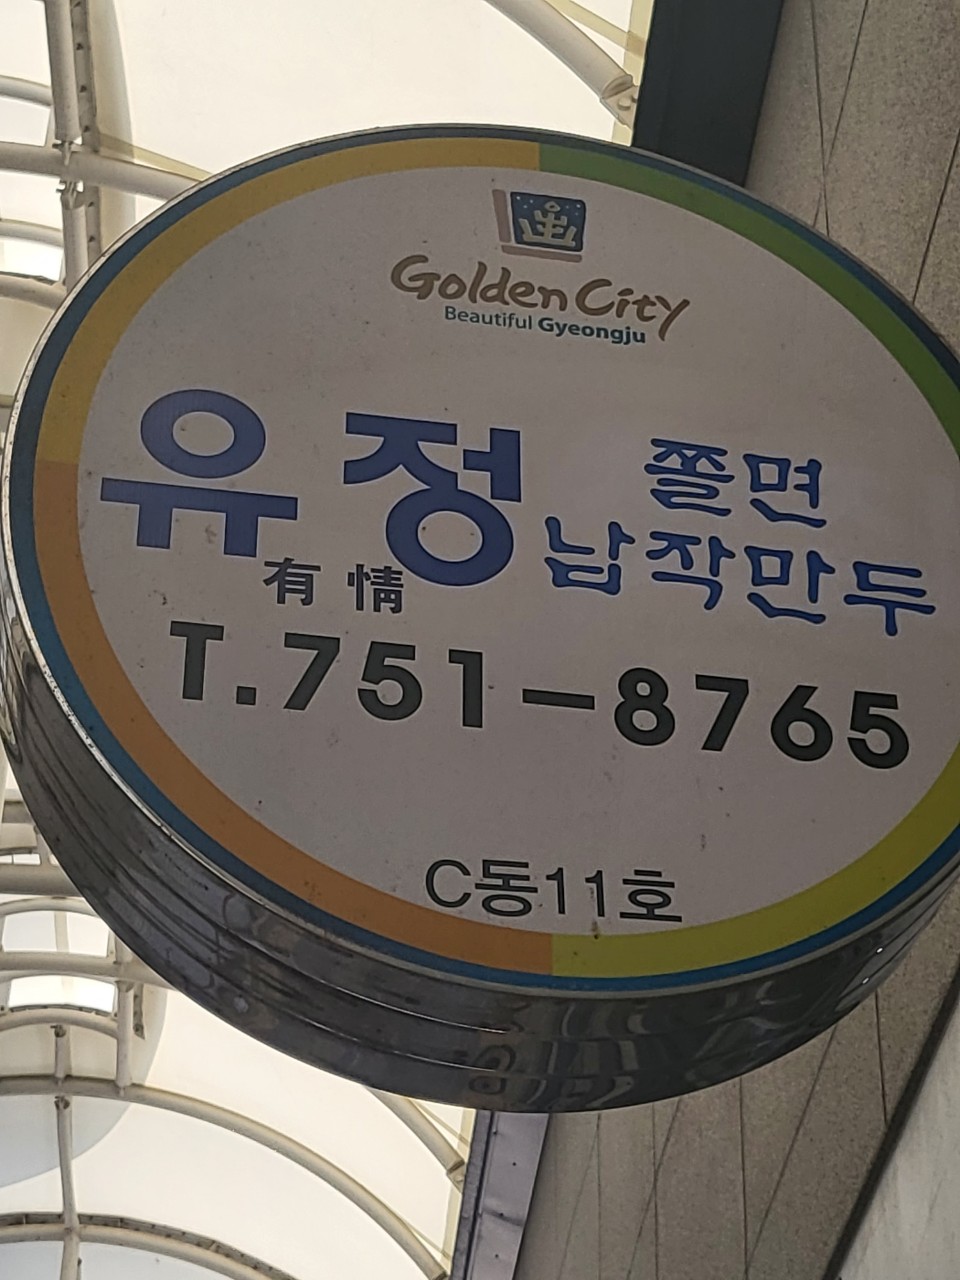 Golden City
Beautiful Gyeongju
유정 쫄면
납작만두
有情
T.751-8765
C동11호